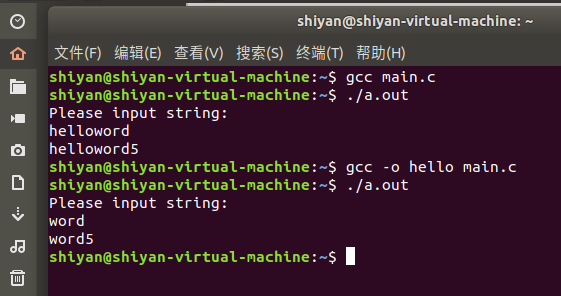 shiyan@shiyan-virtual-machine: ~
文件(F) 编辑(E) 查看(V) 搜索(S) 终端(T) 帮助(H)
shiyan@shiyan-virtual-machine:~$ gcc main.c
shiyan@shiyan-virtual-machine:~$ ./a.out
Please input string:
helloword
helloword5
shiyan@shiyan-virtual-machine:~$ gcc -o hello main.c
shiyan@shiyan-virtual-machine:~$ ./a.out
Please input string:
word
word5
shiyan@shiyan-virtual-machine:~$